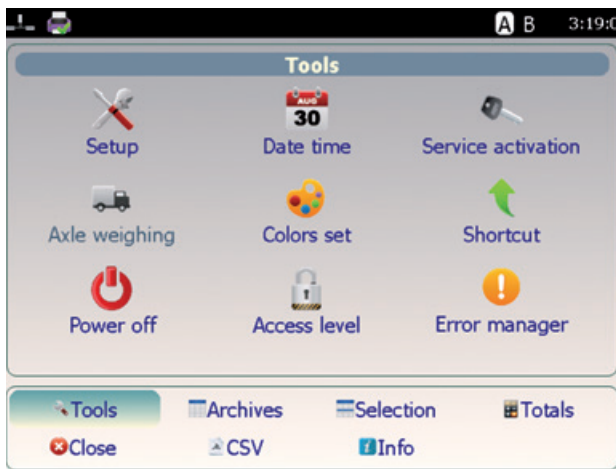 A B 3:19:0
Tools
AUG
30
Setup Date time Service activation
Axle weighing Colors set Shortcut
Power off Access level Error manager
Tools Archives Selection Totals
Close CSV Info